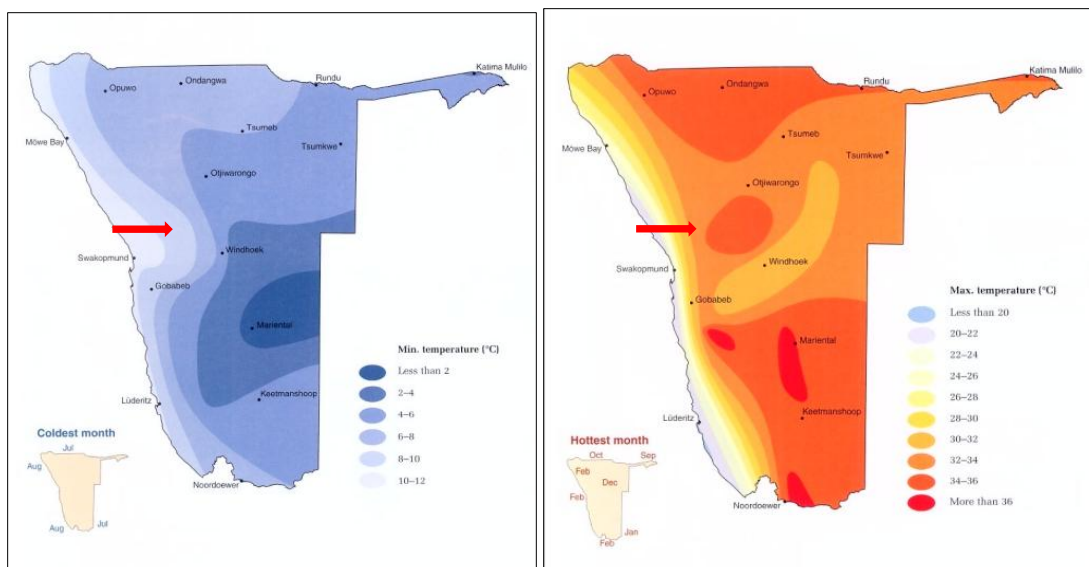 Katima Mulilo
Rundu
Ondangwa
Opuwo
Tsumeb
Möwe Bay
Tsumkwe
Otjiwarongo
Windhoek
Swakopmund
Gobabeb
Mariental
Min. temperature (°C)
Less than 2
2–4
4–6
6–8
8–10
10–12
Keetmanshoop
Lüderitz
Coldest month
Jul
Aug
Aug
Jul
Noordoewer
Katima Mulilo
Rundu
Ondangwa
Opuwo
Tsumeb
Möwe Bay
Tsumkwe
Otjiwarongo
Windhoek
Swakopmund
Gobabeb
Mariental
Max. temperature (°C)
Less than 20
20–22
22–24
24–26
26–28
28–30
30–32
32–34
34–36
More than 36
Keetmanshoop
Lüderitz
Hottest month
Oct
Sep
Feb
Dec
Feb
Jan
Feb
Noordoewer